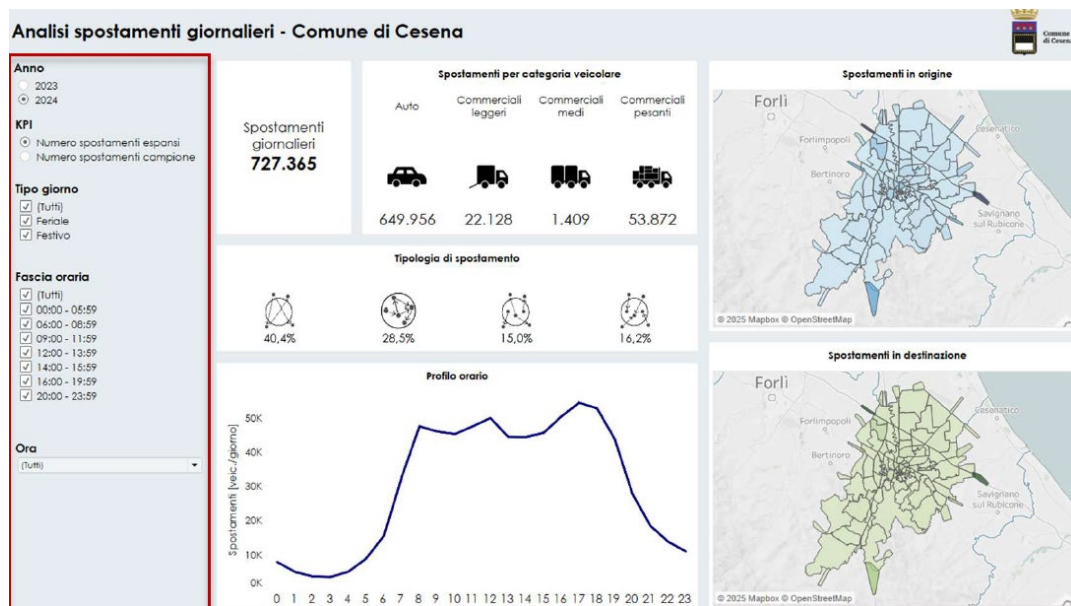 Analisi spostamenti giornalieri - Comune di Cesena
Comune
di Cesena
Anno
2023
2024
KPI
Numero spostamenti espansi
Numero spostamenti campione
Tipo giorno
(Tutti)
Feriale
Festivo
Fascia oraria
(Tutti)
00:00 - 05:59
06:00 - 08:59
09:00 - 11:59
12:00 - 13:59
14:00 - 15:59
16:00 - 19:59
20:00 - 23:59
Ora
(Tutti)
Spostamenti
giornalieri
727.365
Spostamenti per categoria veicolare
Auto
Commerciali
leggeri
Commerciali
medi
Commerciali
pesanti
649.956
22.128
1.409
53.872
Tipologia di spostamento
40,4%
28,5%
15,0%
16,2%
Profilo orario
Spostamenti [veic./giorno]
50K
40K
30K
20K
10K
0K
0 1 2 3 4 5 6 7 8 9 10 11 12 13 14 15 16 17 18 19 20 21 22 23
Spostamenti in origine
Forlì
Forlimpopoli
Cesenatico
Bertinoro
Savignano
sul Rubicone
© 2025 Mapbox © OpenStreetMap
Spostamenti in destinazione
Forlì
Forlimpopoli
Cesenatico
Bertinoro
Savignano
sul Rubicone
© 2025 Mapbox © OpenStreetMap